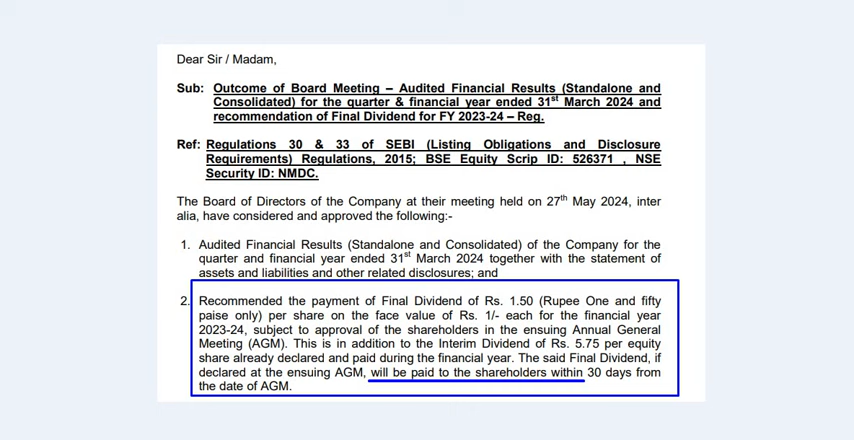 Dear Sir / Madam,
Sub: Outcome of Board Meeting – Audited Financial Results (Standalone and
Consolidated) for the quarter & financial year ended 31st March 2024 and
recommendation of Final Dividend for FY 2023-24 – Reg.
Ref: Regulations 30 & 33 of SEBI (Listing Obligations and Disclosure
Requirements) Regulations, 2015; BSE Equity Scrip ID: 526371 , NSE
Security ID: NMDC.
The Board of Directors of the Company at their meeting held on 27th May 2024, inter
alia, have considered and approved the following:-
1. Audited Financial Results (Standalone and Consolidated) of the Company for the
quarter and financial year ended 31st March 2024 together with the statement of
assets and liabilities and other related disclosures; and
2. Recommended the payment of Final Dividend of Rs. 1.50 (Rupee One and fifty
paise only) per share on the face value of Rs. 1/- each for the financial year
2023-24, subject to approval of the shareholders in the ensuing Annual General
Meeting (AGM). This is in addition to the Interim Dividend of Rs. 5.75 per equity
share already declared and paid during the financial year. The said Final Dividend, if
declared at the ensuing AGM, will be paid to the shareholders within 30 days from
the date of AGM.